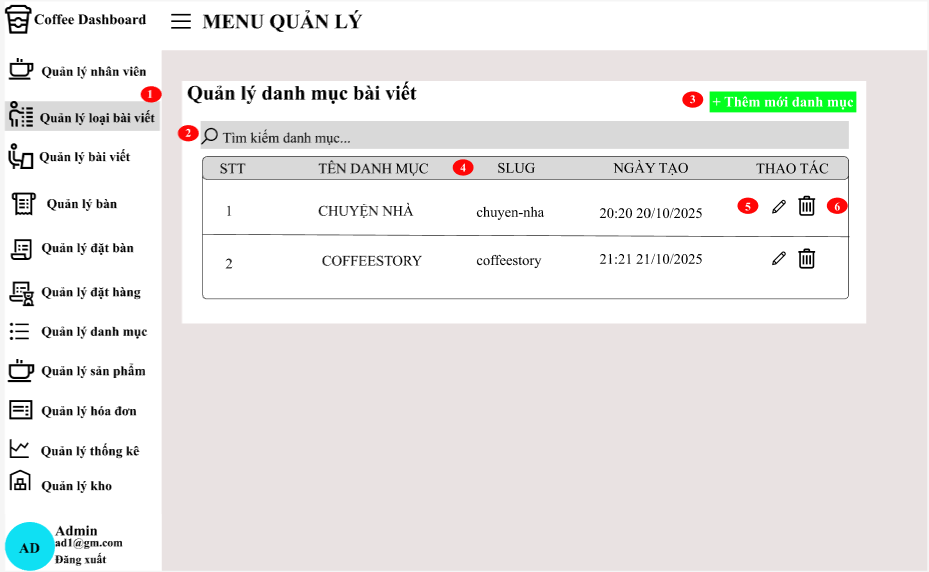 Coffee Dashboard
MENU QUẢN LÝ
Quản lý nhân viên
1
Quản lý loại bài viết
Quản lý bài viết
Quản lý bàn
Quản lý đặt bàn
Quản lý đặt hàng
Quản lý danh mục
Quản lý sản phẩm
Quản lý hóa đơn
Quản lý thống kê
Quản lý kho
AD
Admin
ad1@gm.com
Đăng xuất
Quản lý danh mục bài viết
3 + Thêm mới danh mục
2 Tìm kiếm danh mục...
STT TÊN DANH MỤC 4 SLUG NGÀY TẠO THAO TÁC
1 CHUYỆN NHÀ chuyen-nha 20:20 20/10/2025 5 6
2 COFFEESTORY coffeestory 21:21 21/10/2025